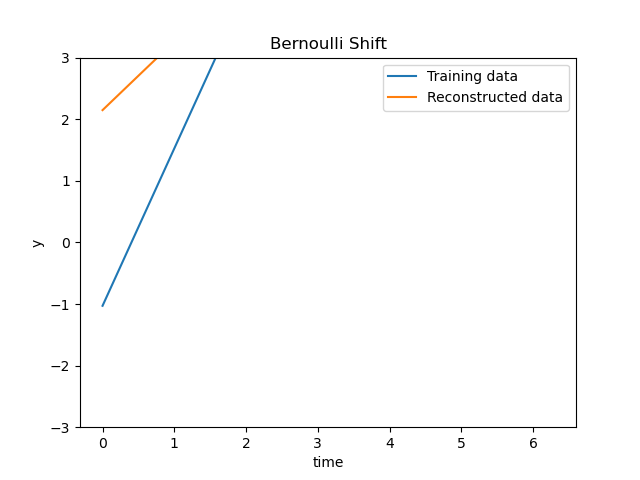 Bernoulli Shift
Training data
Reconstructed data
3
2
1
0
−1
−2
−3
y
0 1 2 3 4 5 6
time